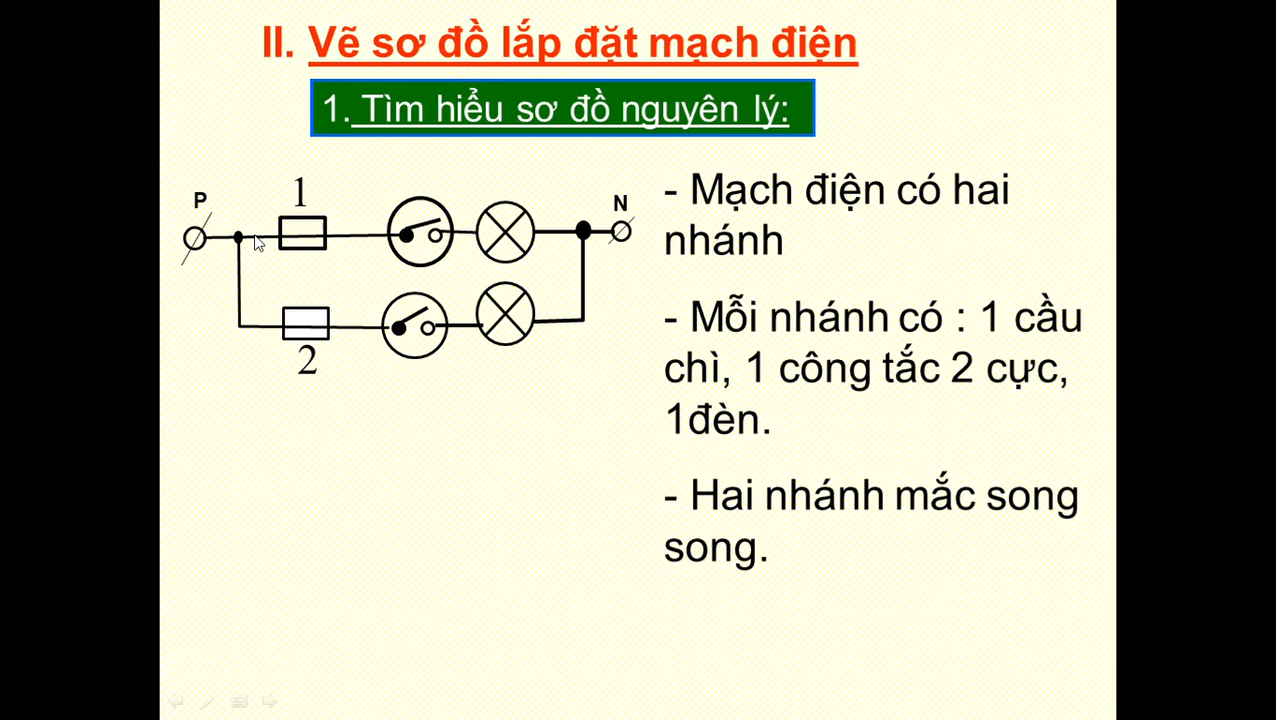 II. Vẽ sơ đồ lắp đặt mạch điện
1. Tìm hiểu sơ đồ nguyên lý:
P
1
N
2
- Mạch điện có hai
nhánh
- Mỗi nhánh có : 1 cầu
chì, 1 công tắc 2 cực,
1đèn.
- Hai nhánh mắc song
song.